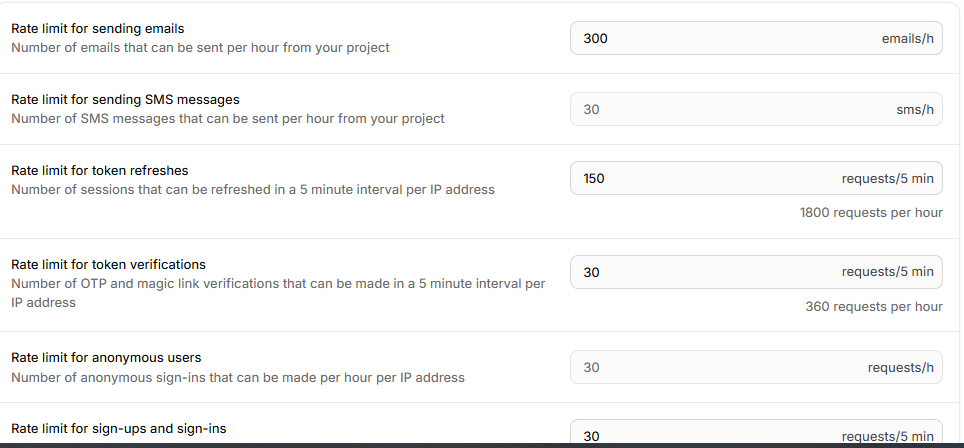 Rate limit for sending emails
Number of emails that can be sent per hour from your project
300 emails/h
Rate limit for sending SMS messages
Number of SMS messages that can be sent per hour from your project
30 sms/h
Rate limit for token refreshes
Number of sessions that can be refreshed in a 5 minute interval per IP address
150 requests/5 min
1800 requests per hour
Rate limit for token verifications
Number of OTP and magic link verifications that can be made in a 5 minute interval per
IP address
30 requests/5 min
360 requests per hour
Rate limit for anonymous users
Number of anonymous sign-ins that can be made per hour per IP address
30 requests/h
Rate limit for sign-ups and sign-ins
30 requests/5 min